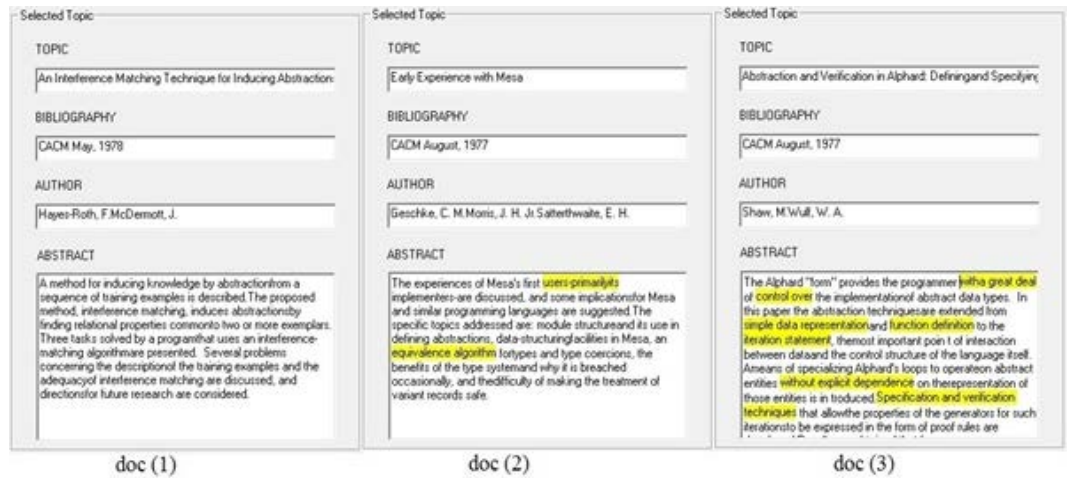 Selected Topic
TOPIC
An Interference Matching Technique for Inducing Abstraction
BIBLIOGRAPHY
CACM May, 1978
AUTHOR
Hayes-Roth, F.McDermott, J.
ABSTRACT
A method for inducing knowledge by abstractionfrom a
sequence of training examples is described.The proposed
method, interference matching, induces abstractionsby
finding relational properties commonto two or more exemplars.
Three tasks solved by a programthat uses an interference-
matching algorithmare presented. Several problems
concerning the descriptionof the training examples and the
adequacyof interference matching are discussed, and
directionsfor future research are considered.
doc (1)
Selected Topic
TOPIC
Early Experience with Mesa
BIBLIOGRAPHY
CACM August, 1977
AUTHOR
Geschke, C. M.Morris, J. H. Jr.Satterthwaite, E. H.
ABSTRACT
The experiences of Mesa's first users-primarilyits
implementers-are discussed, and some implicationsfor Mesa
and similar programming languages are suggested.The
specific topics addressed are: module structureand its use in
defining abstractions, data-structuringfacilities in Mesa, an
equivalence algorithm fortypes and type coercions, the
benefits of the type systemand why it is breached
occasionally, and thedifficulty of making the treatment of
variant records safe.
doc (2)
Selected Topic
TOPIC
Abstraction and Verification in Alphard: Definingand Specifying
BIBLIOGRAPHY
CACM August, 1977
AUTHOR
Shaw, M.Wulf, W. A.
ABSTRACT
The Alphard "form" provides the programmer witha great deal
of control over the implementationof abstract data types. In
this paper the abstraction techniquesare extended from
simple data representationand function definition to the
iteration statement, themost important poin t of interaction
between dataand the control structure of the language itself.
Ameans of specializing Alphard's loops to operateon abstract
entities without explicit dependence on therepresentation of
those entities is in troduced.Specification and verification
techniques that allowthe properties of the generators for such
iterationsto be expressed in the form of proof rules are
doc (3)